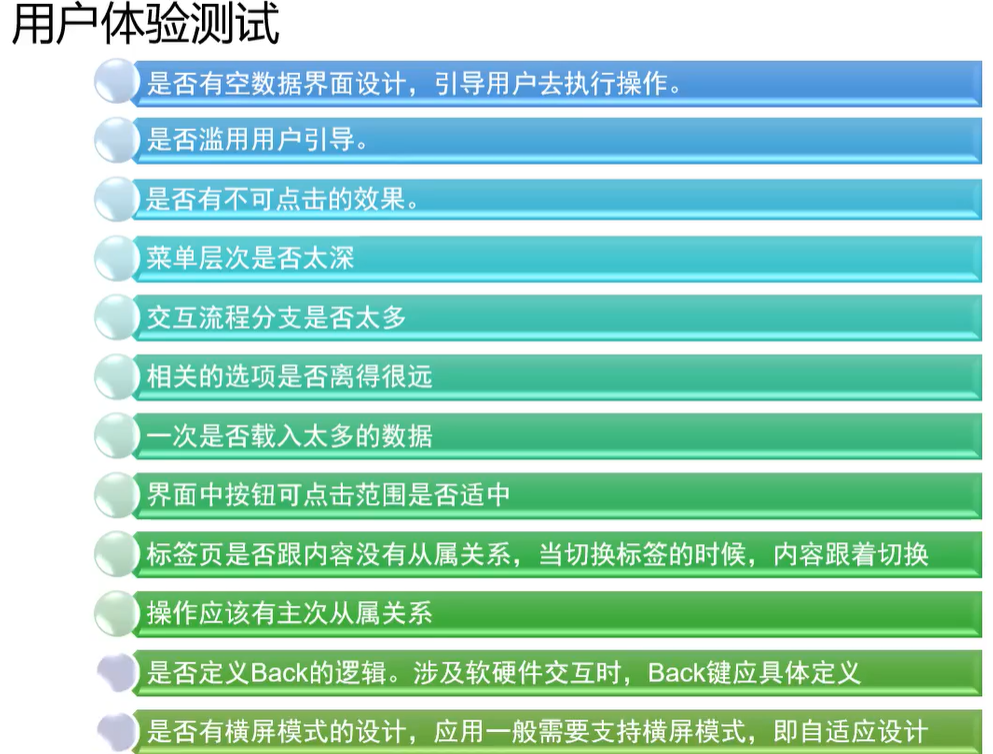 用户体验测试
是否有空数据界面设计，引导用户去执行操作。
是否滥用用户引导。
是否有不可点击的效果。
菜单层次是否太深
交互流程分支是否太多
相关的选项是否离得很远
一次是否载入太多的数据
界面中按钮可点击范围是否适中
标签页是否跟内容没有从属关系，当切换标签的时候，内容跟着切换
操作应该有主次从属关系
是否定义Back的逻辑。涉及软硬件交互时，Back键应具体定义
是否有横屏模式的设计，应用一般需要支持横屏模式，即自适应设计